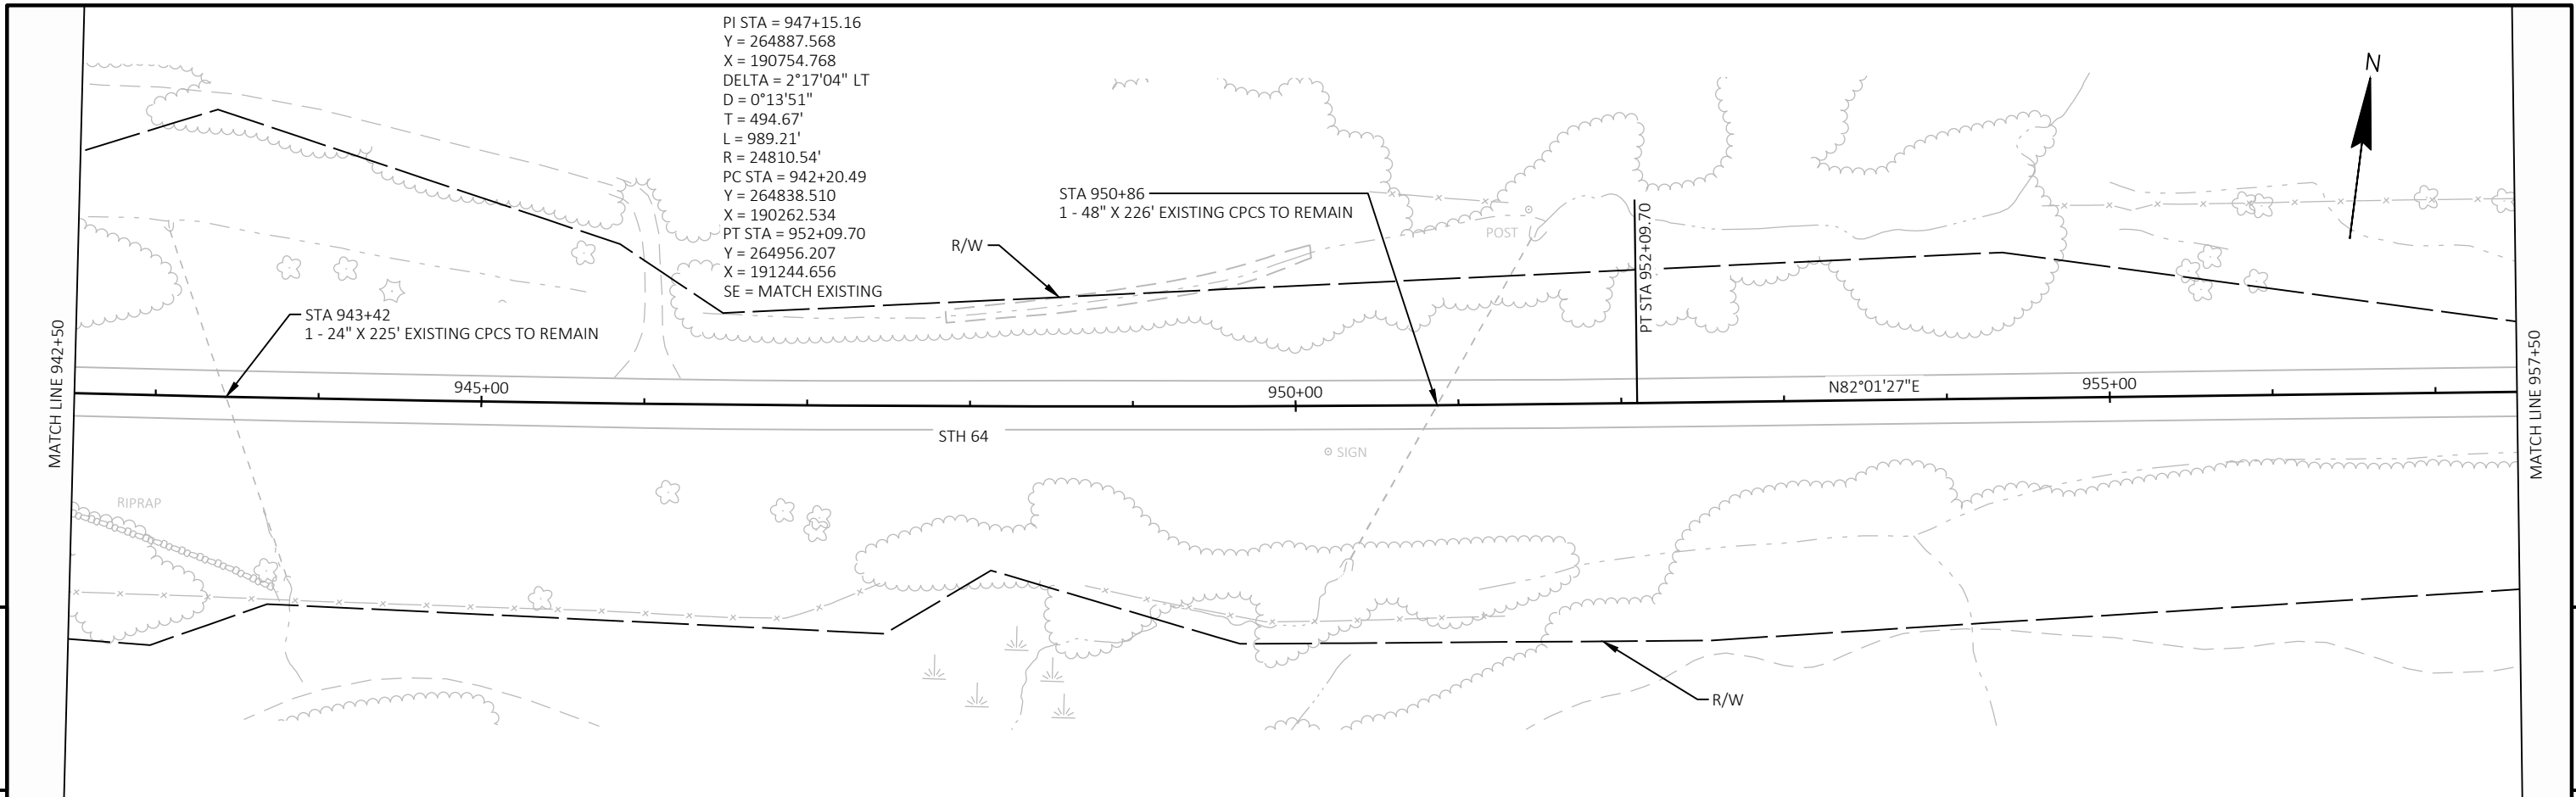 PI STA = 947+15.16
Y = 264887.568
X = 190754.768
DELTA = 2°17'04" LT
D = 0°13'51"
T = 494.67'
L = 989.21'
R = 24810.54'
PC STA = 942+20.49
Y = 264838.510
X = 190262.534
PT STA = 952+09.70
Y = 264956.207
X = 191244.656
SE = MATCH EXISTING
N
STA 950+86
1 - 48" X 226' EXISTING CPCS TO REMAIN
R/W
POST
PT STA 952+09.70
STA 943+42
1 - 24" X 225' EXISTING CPCS TO REMAIN
MATCH LINE 942+50
945+00
950+00
N82°01'27"E
955+00
MATCH LINE 957+50
STH 64
SIGN
RIPRAP
R/W